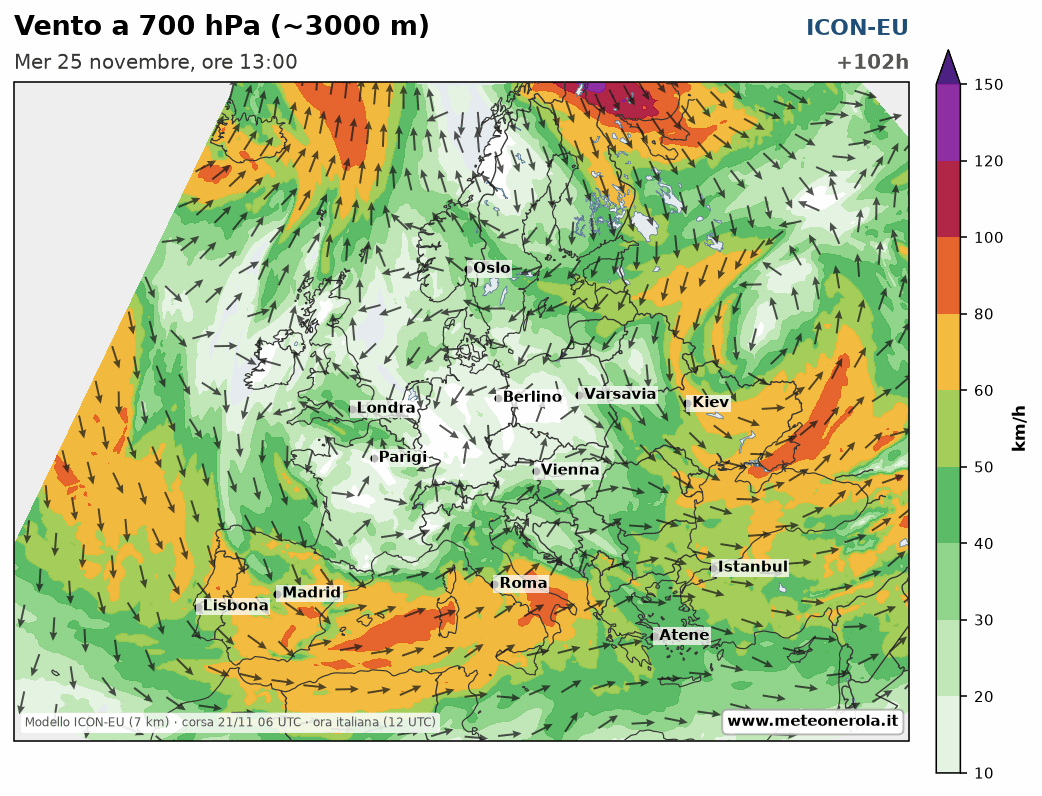 Vento a 700 hPa (~3000 m)
ICON-EU
Mer 25 novembre, ore 13:00
+102h
150
120
100
80
60
50
40
30
20
10
km/h
Oslo
Berlino
Varsavia
Londra
Kiev
Parigi
Vienna
Istanbul
Roma
Madrid
Lisbona
Atene
Modello ICON-EU (7 km) · corsa 21/11 06 UTC · ora italiana (12 UTC)
www.meteonerola.it